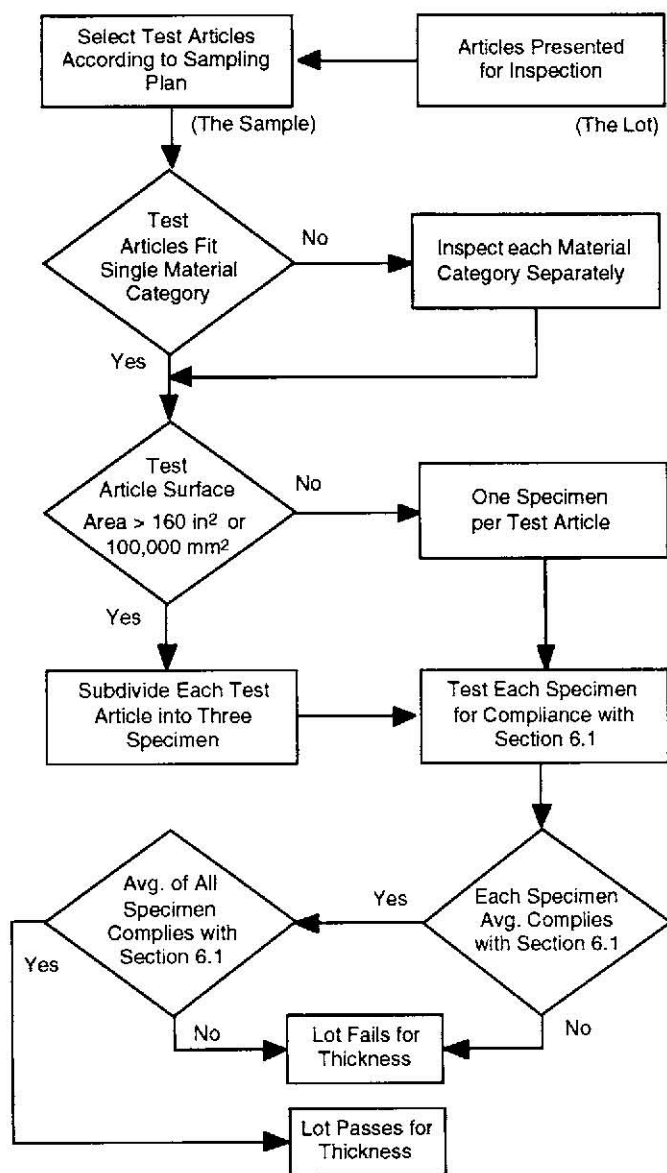 Select Test Articles
According to Sampling
Plan
Articles Presented
for Inspection
(The Sample)
(The Lot)
Test
Articles Fit
Single Material
Category
No
Inspect each Material
Category Separately
Yes
Test
Article Surface
Area > 160 in² or
100,000 mm²
No
One Specimen
per Test Article
Yes
Subdivide Each Test
Article into Three
Specimen
Test Each Specimen
for Compliance with
Section 6.1
Avg. of All
Specimen
Complies with
Section 6.1
Yes
Each Specimen
Avg. Complies
with Section 6.1
Yes
No
Lot Fails for
Thickness
No
Lot Passes for
Thickness